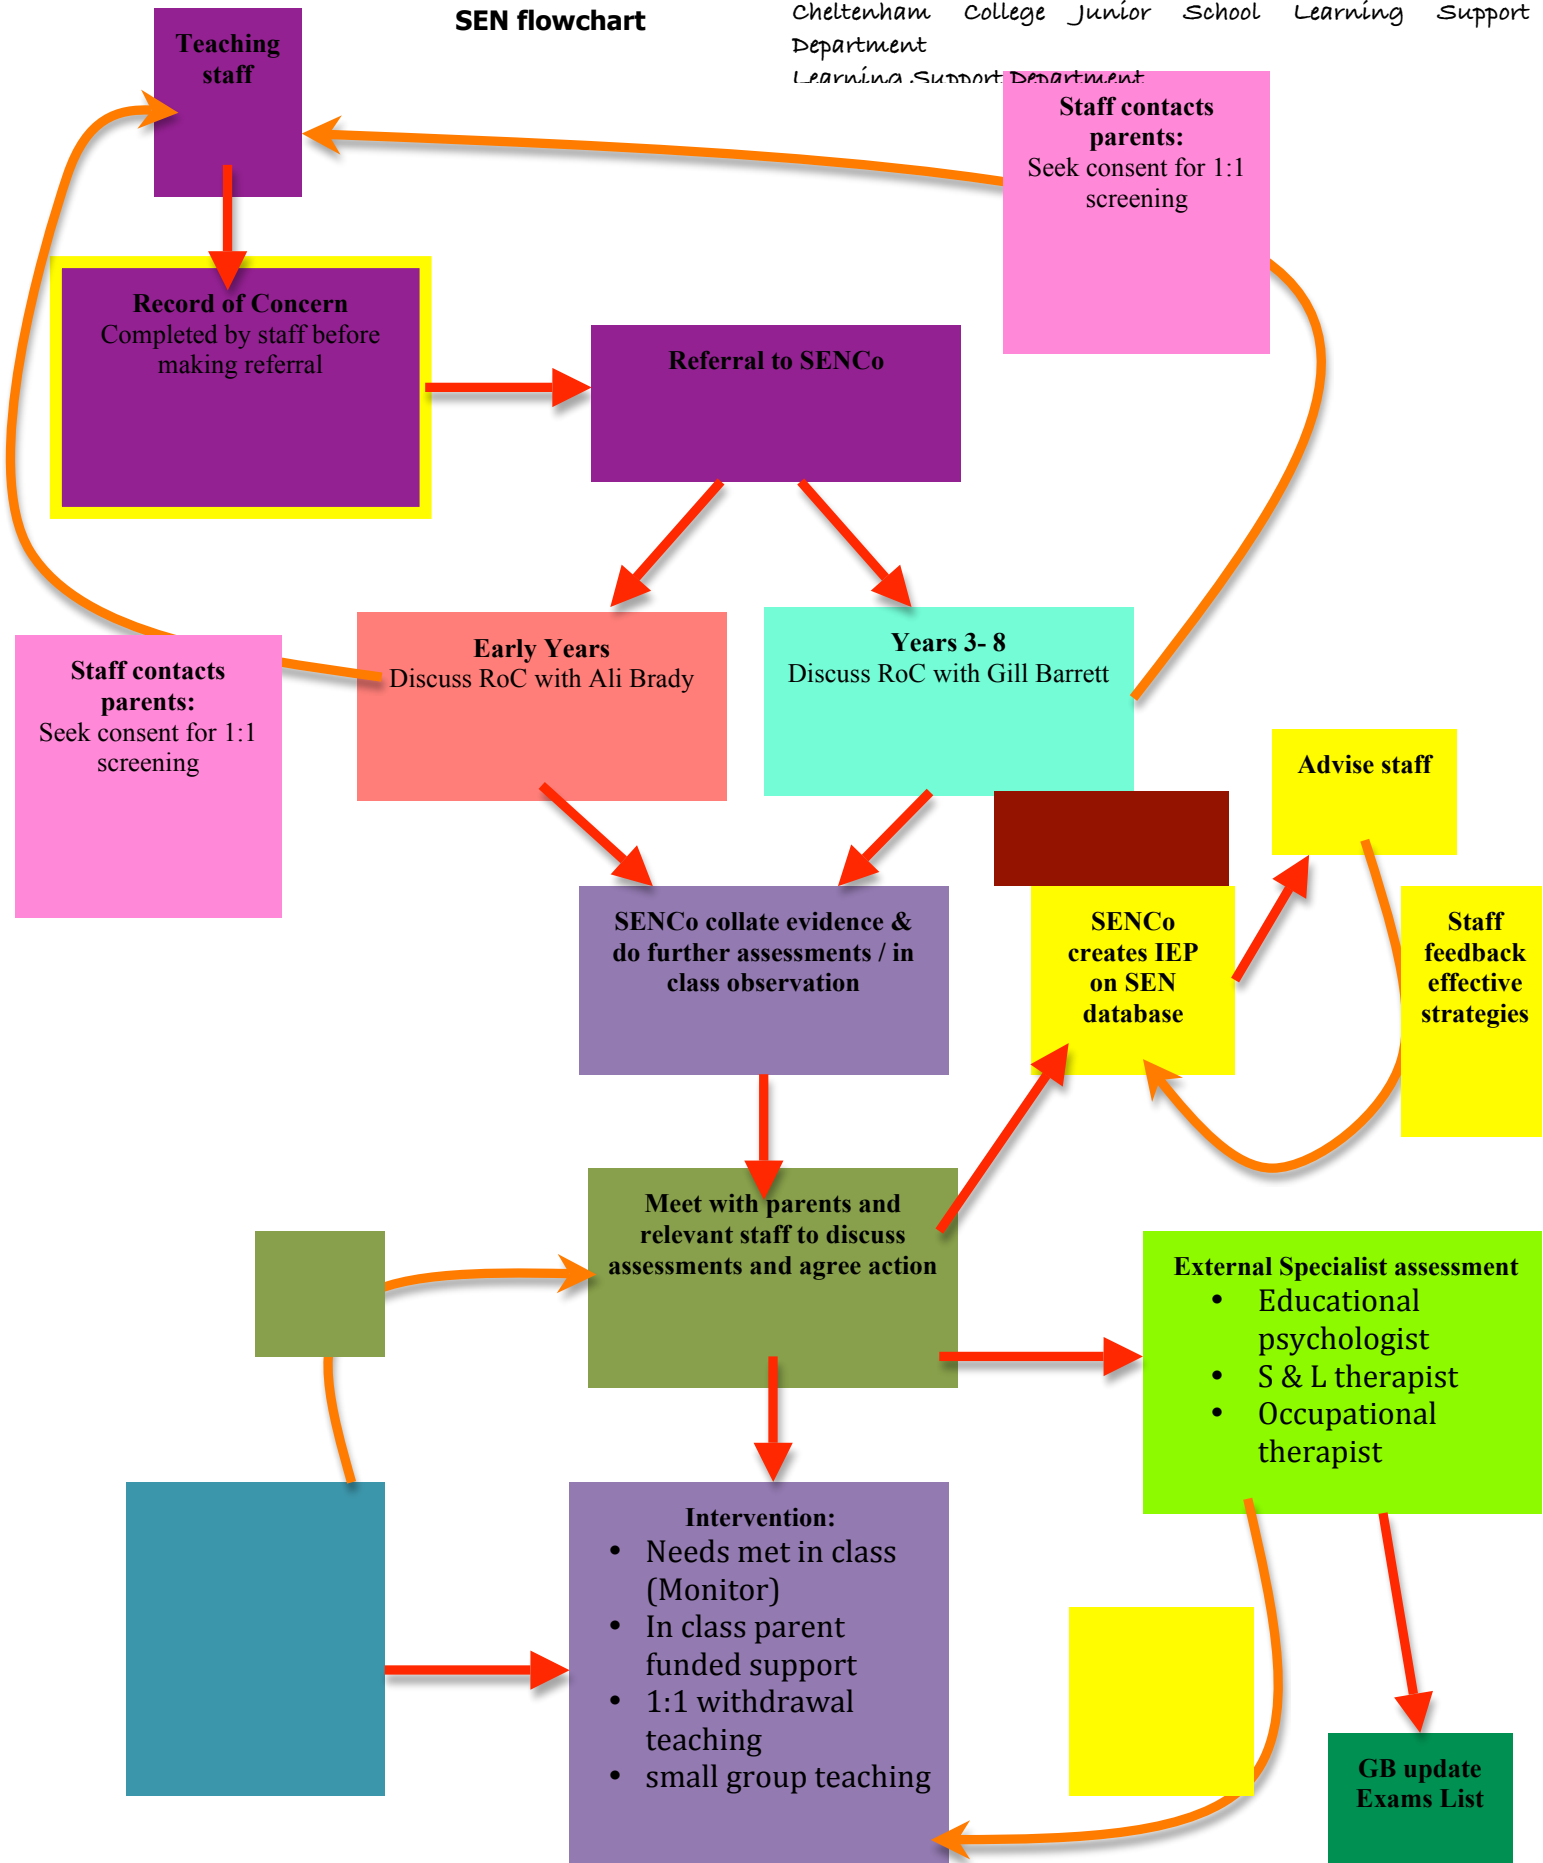 SEN flowchart
Cheltenham College Junior School Learning Support
Department
Learning Support Department
Teaching
staff
Staff contacts
parents:
Seek consent for 1:1
screening
Record of Concern
Completed by staff before
making referral
Referral to SENCo
Early Years
Discuss RoC with Ali Brady
Years 3- 8
Discuss RoC with Gill Barrett
Staff contacts
parents:
Seek consent for 1:1
screening
Advise staff
SENCo collate evidence &
do further assessments / in
class observation
SENCo
creates IEP
on SEN
database
Staff
feedback
effective
strategies
Meet with parents and
relevant staff to discuss
assessments and agree action
External Specialist assessment
• Educational
psychologist
• S & L therapist
• Occupational
therapist
Intervention:
• Needs met in class
(Monitor)
• In class parent
funded support
• 1:1 withdrawal
teaching
• small group teaching
GB update
Exams List